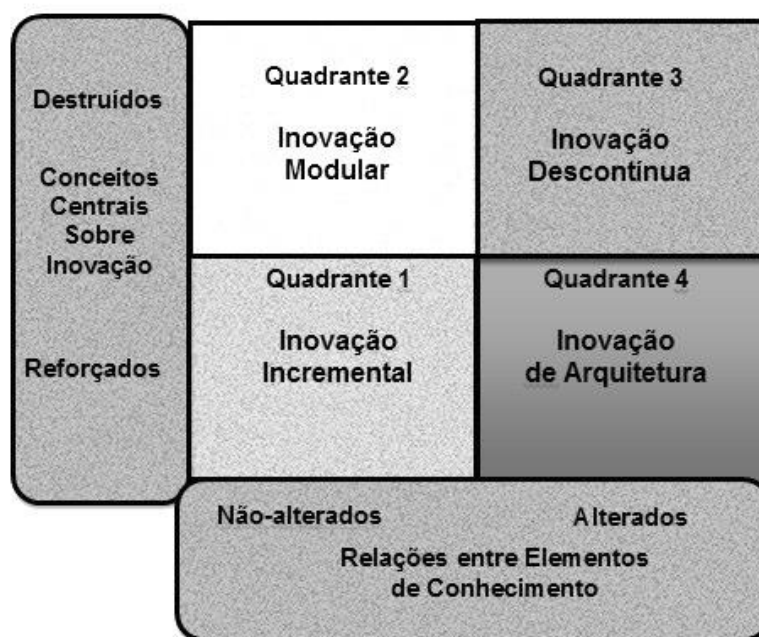 Destruídos
Conceitos
Centrais
Sobre
Inovação
Reforçados
Quadrante 2
Inovação
Modular
Quadrante 3
Inovação
Descontínua
Quadrante 1
Inovação
Incremental
Quadrante 4
Inovação
de Arquitetura
Não-alterados
Alterados
Relações entre Elementos
de Conhecimento